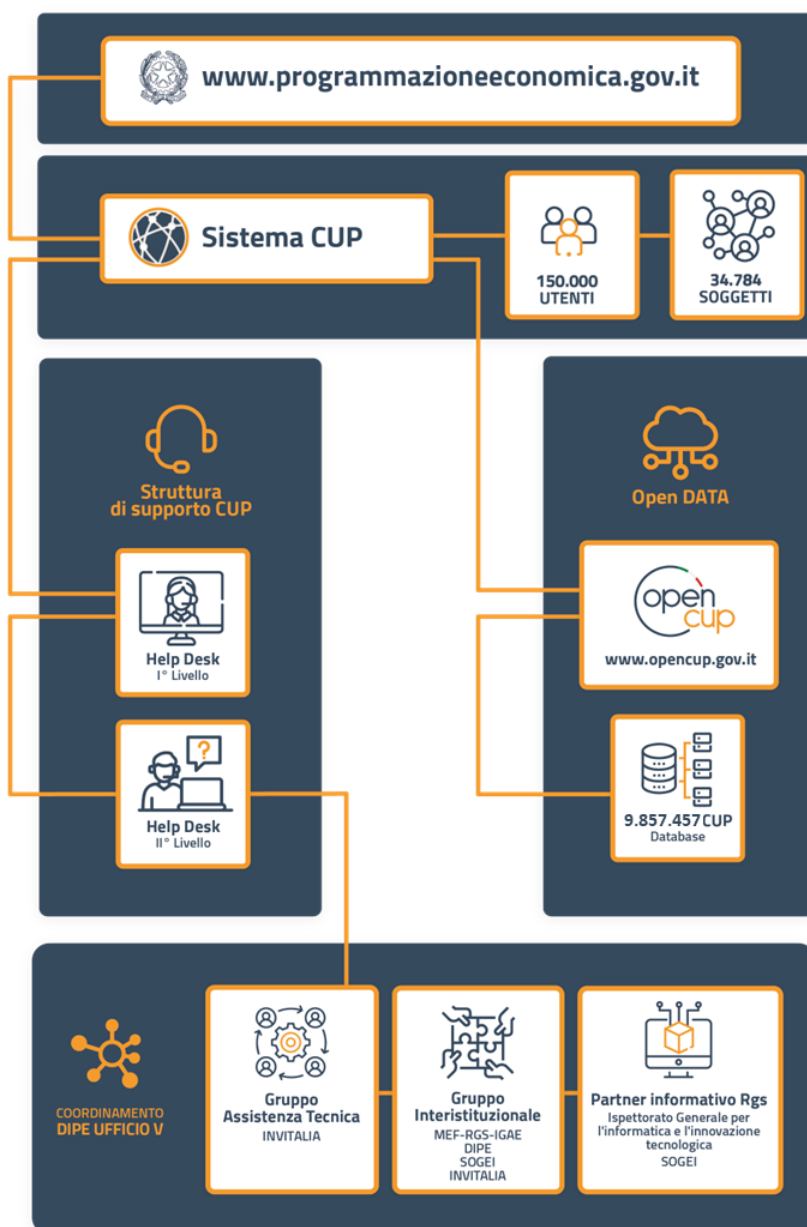 www.programmazioneeconomica.gov.it
Sistema CUP
150.000
UTENTI
34.784
SOGGETTI
Struttura
di supporto CUP
Help Desk
I° Livello
?
Help Desk
II° Livello
Open DATA
open
cup
www.opencup.gov.it
9.857.457 CUP
Database
COORDINAMENTO
DIPE UFFICIO V
Gruppo
Assistenza Tecnica
INVITALIA
Gruppo
Interistituzionale
MEF-RGS-IGAE
DIPE
SOGEI
INVITALIA
Partner informativo Rgs
Ispettorato Generale per
l'informatica e l'innovazione
tecnologica
SOGEI